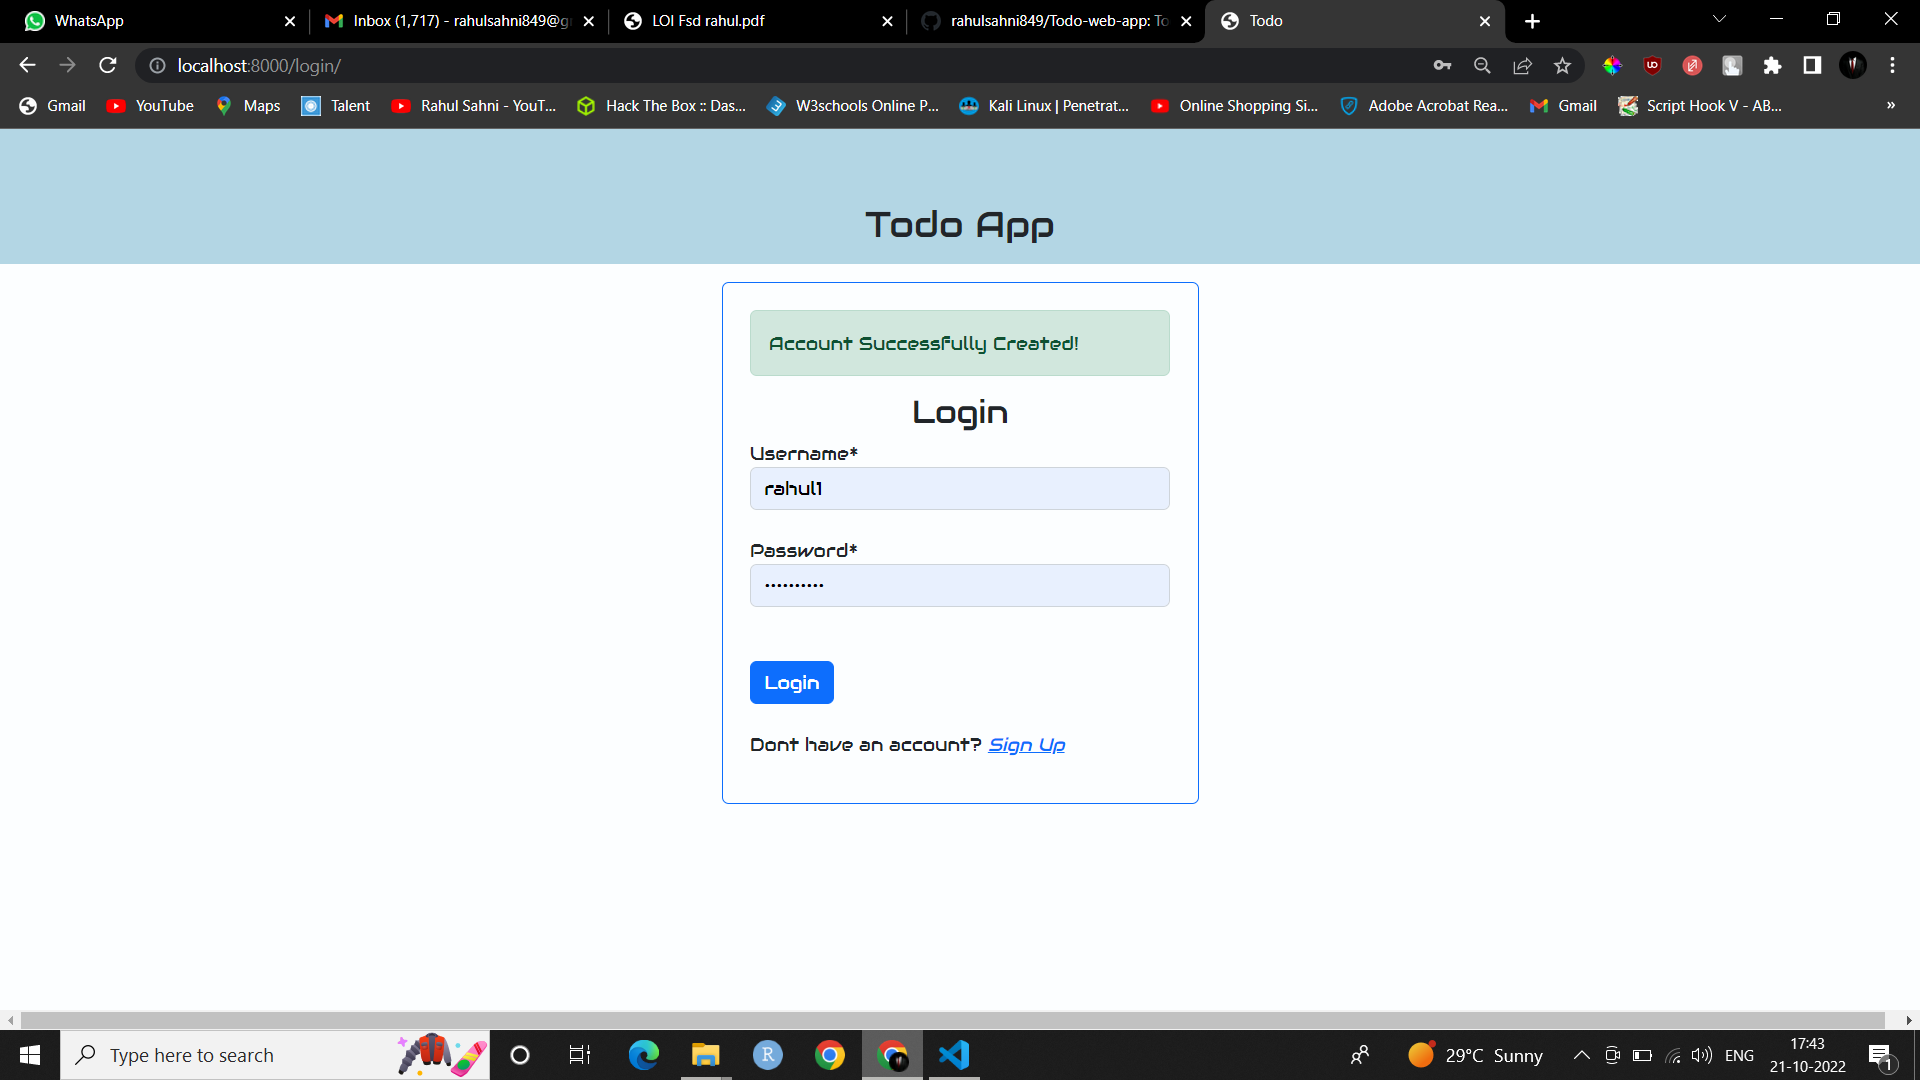 WhatsApp
Inbox (1,717) - rahulsahni849@g
LOI Fsd rahul.pdf
rahulsahni849/Todo-web-app: To
Todo
localhost:8000/login/
Gmail
YouTube
Maps
Talent
Rahul Sahni - YouT...
Hack The Box :: Das...
W3schools Online P...
Kali Linux | Penetrat...
Online Shopping Si...
Adobe Acrobat Rea...
Gmail
Script Hook V - AB...
»
Todo App
Account Successfully Created!
Login
Username*
rahul1
Password*
••••••••••
Login
Dont have an account? Sign Up
Type here to search
29°C Sunny
ENG
17:43
21-10-2022
1